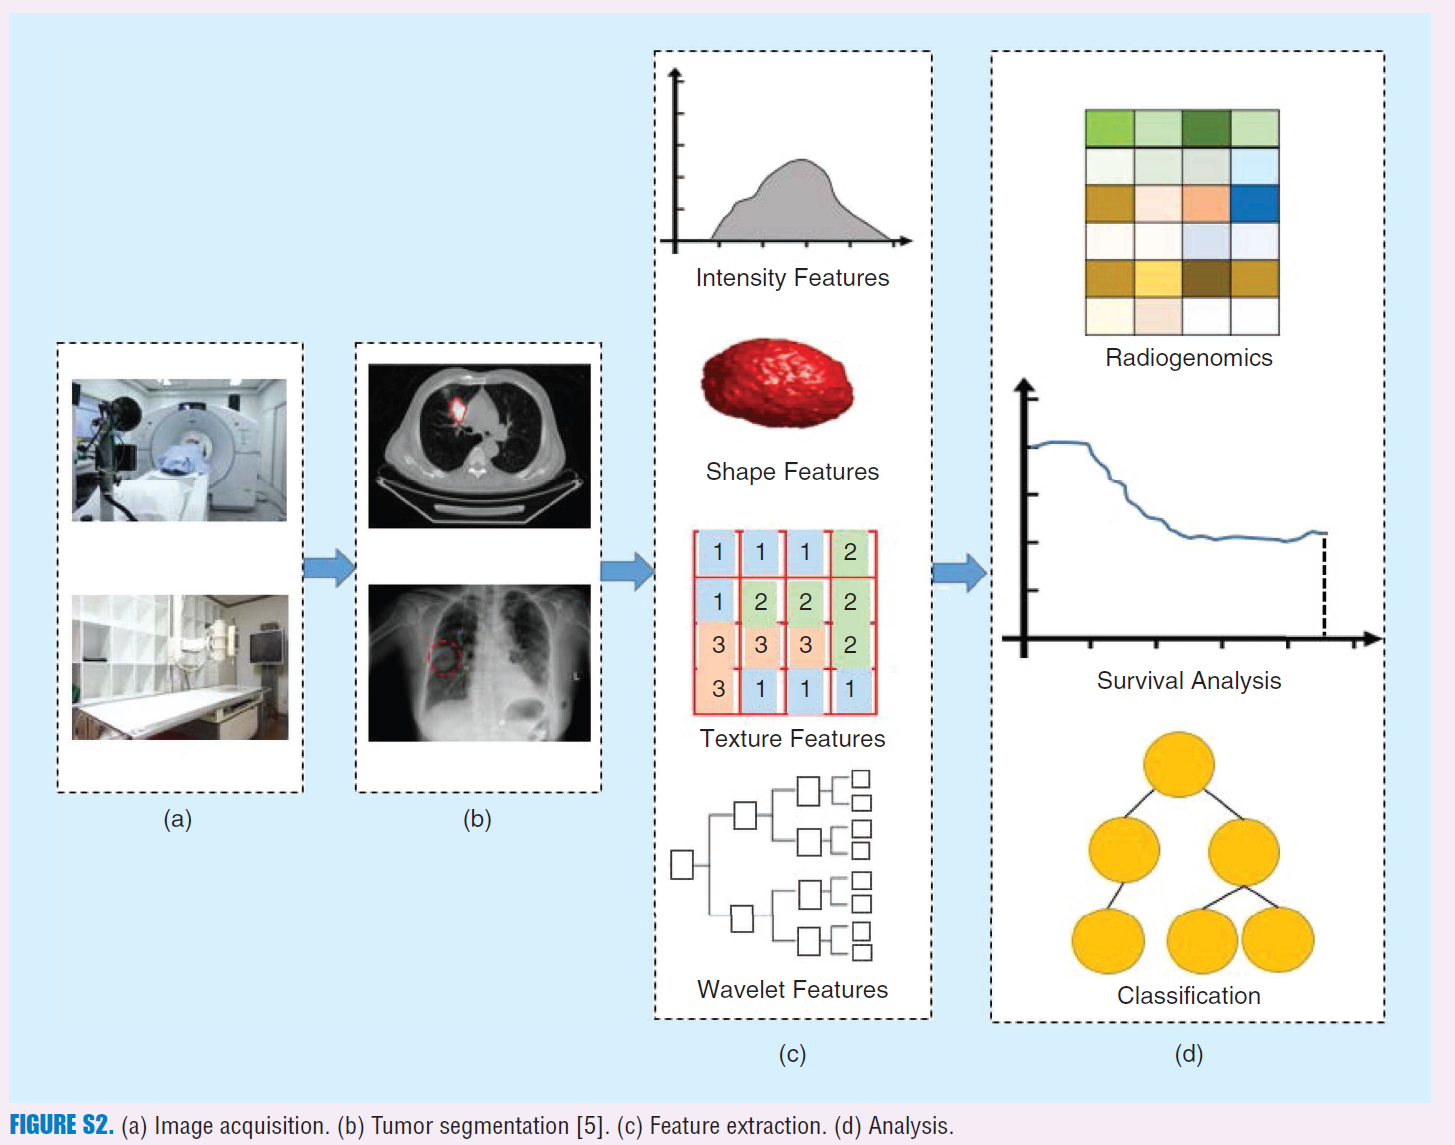 Intensity Features
Shape Features
1 1 1 2
1 2 2 2
3 3 3 2
3 1 1 1
Texture Features
Wavelet Features
Radiogenomics
Survival Analysis
Classification
L
(a)
(b)
(c)
(d)
FIGURE S2. (a) Image acquisition. (b) Tumor segmentation [5]. (c) Feature extraction. (d) Analysis.